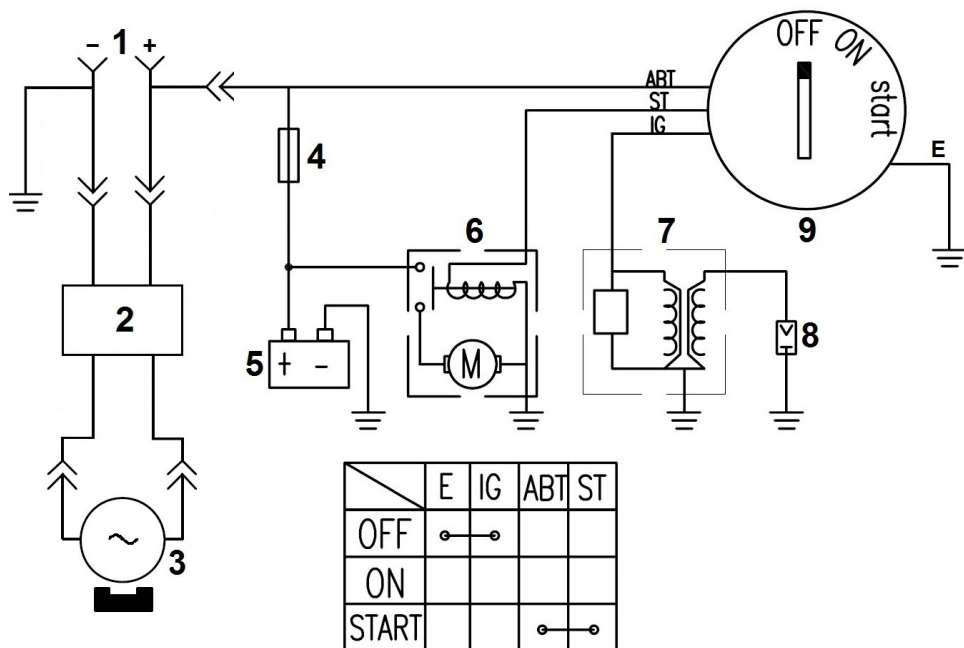 − 1 +
OFF
ON
start
ABT
ST
IG
E
4
9
6
7
2
5
+ −
M
8
~
3
E IG ABT ST
OFF
ON
START